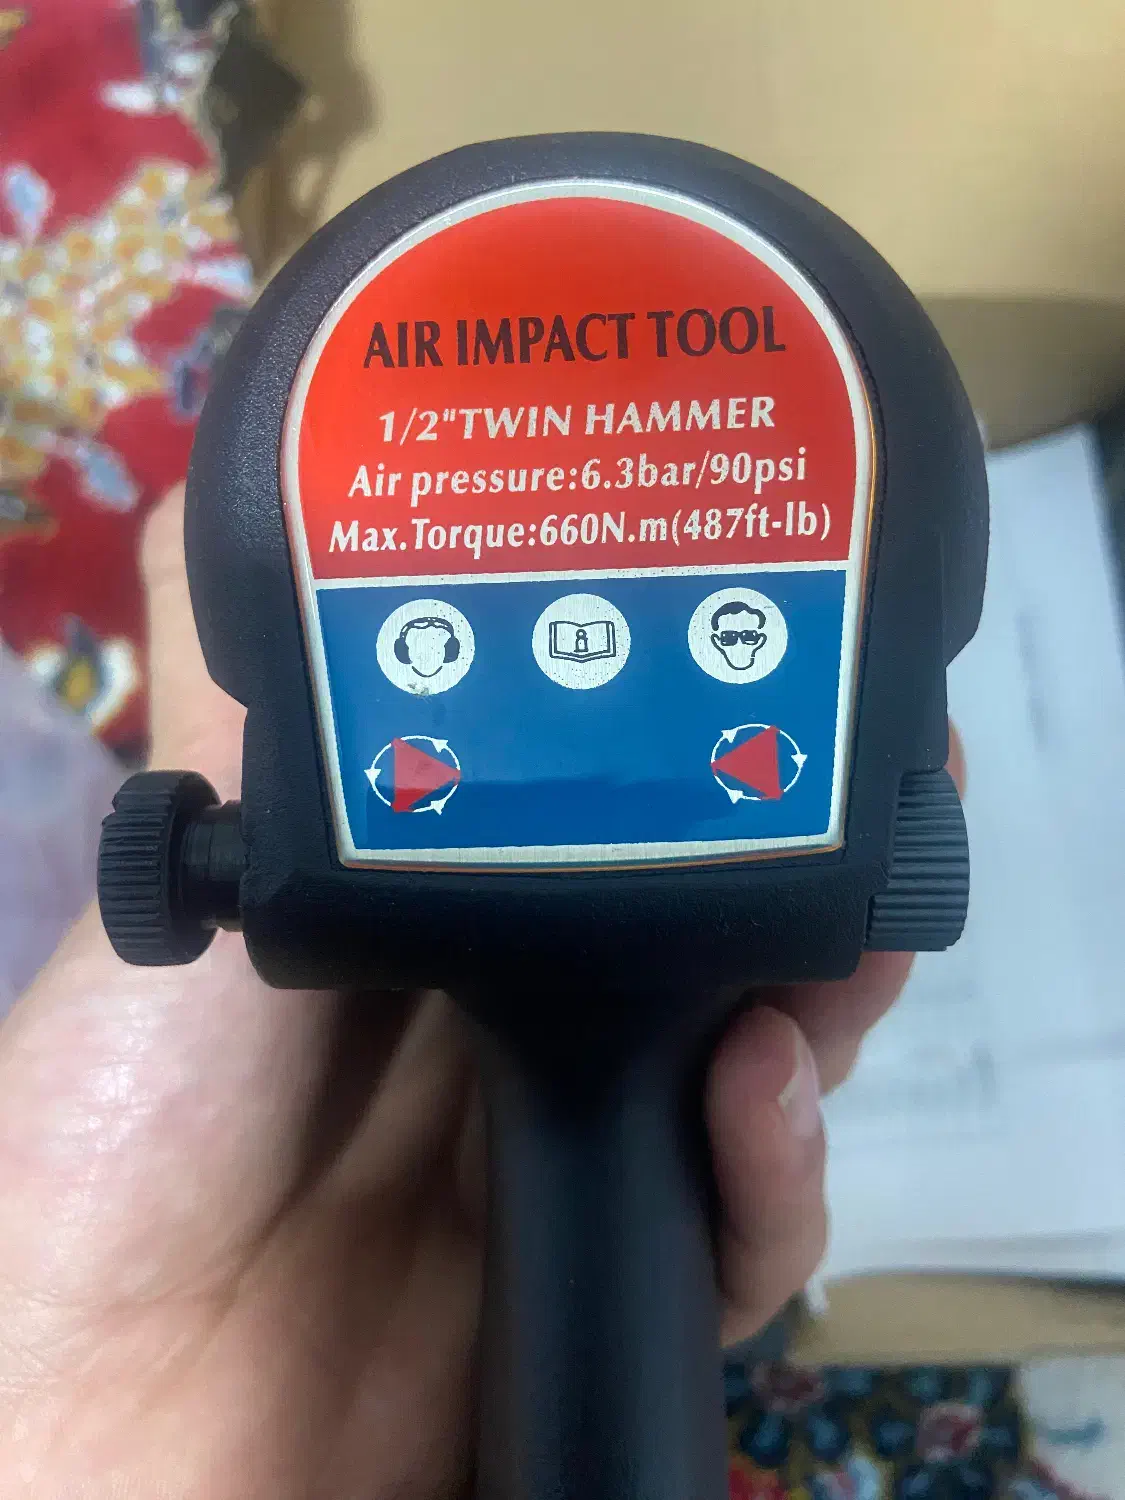 AIR IMPACT TOOL
1/2"TWIN HAMMER
Air pressure:6.3bar/90psi
Max.Torque:660N.m(487ft-lb)